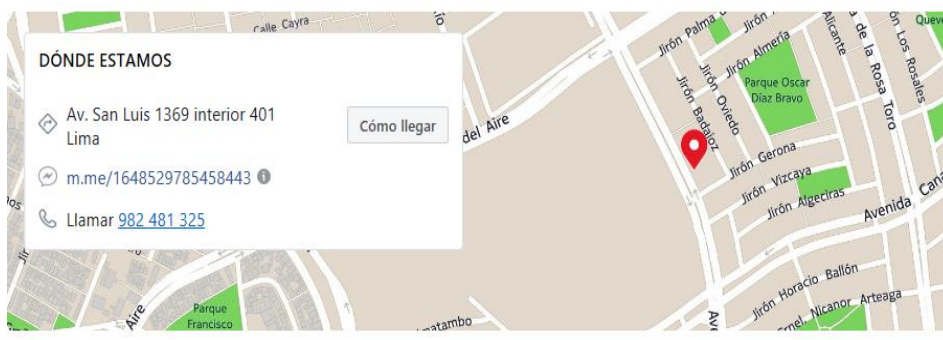 DÓNDE ESTAMOS
Av. San Luis 1369 interior 401
Lima
Cómo llegar
m.me/1648529785458443
Llamar 982 481 325
Calle Cayra
del Aire
Aire
Parque
Francisco
Jirón Palma
Jirón Almería
Jirón
Alicante
de la Rosa Toro
Jirón Los Rosales
Parque Oscar
Díaz Bravo
Jirón Oviedo
Jirón Badajoz
Jirón Gerona
Jirón Vizcaya
Jirón Algeciras
Avenida
Jirón Horacio Ballón
Nicanor Arteaga